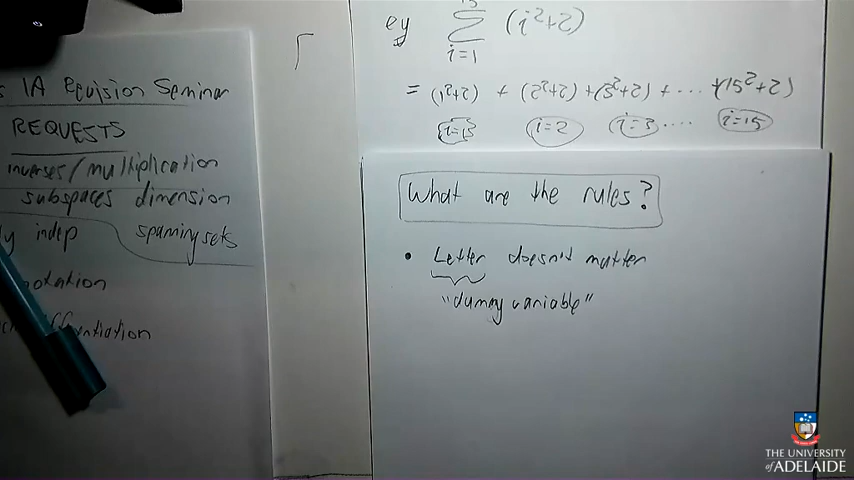 1A Revision Seminar
REQUESTS
inverses/multiplication
subspaces dimension
indep spanning sets
notation
eg Σ i=1 (i²+2)
= (1²+2) + (2²+2) + (3²+2) + ... + (15²+2)
i=2 i=3 .... i=15
What are the rules?
• Letter doesn't matter
"dummy variable"
THE UNIVERSITY
of ADELAIDE